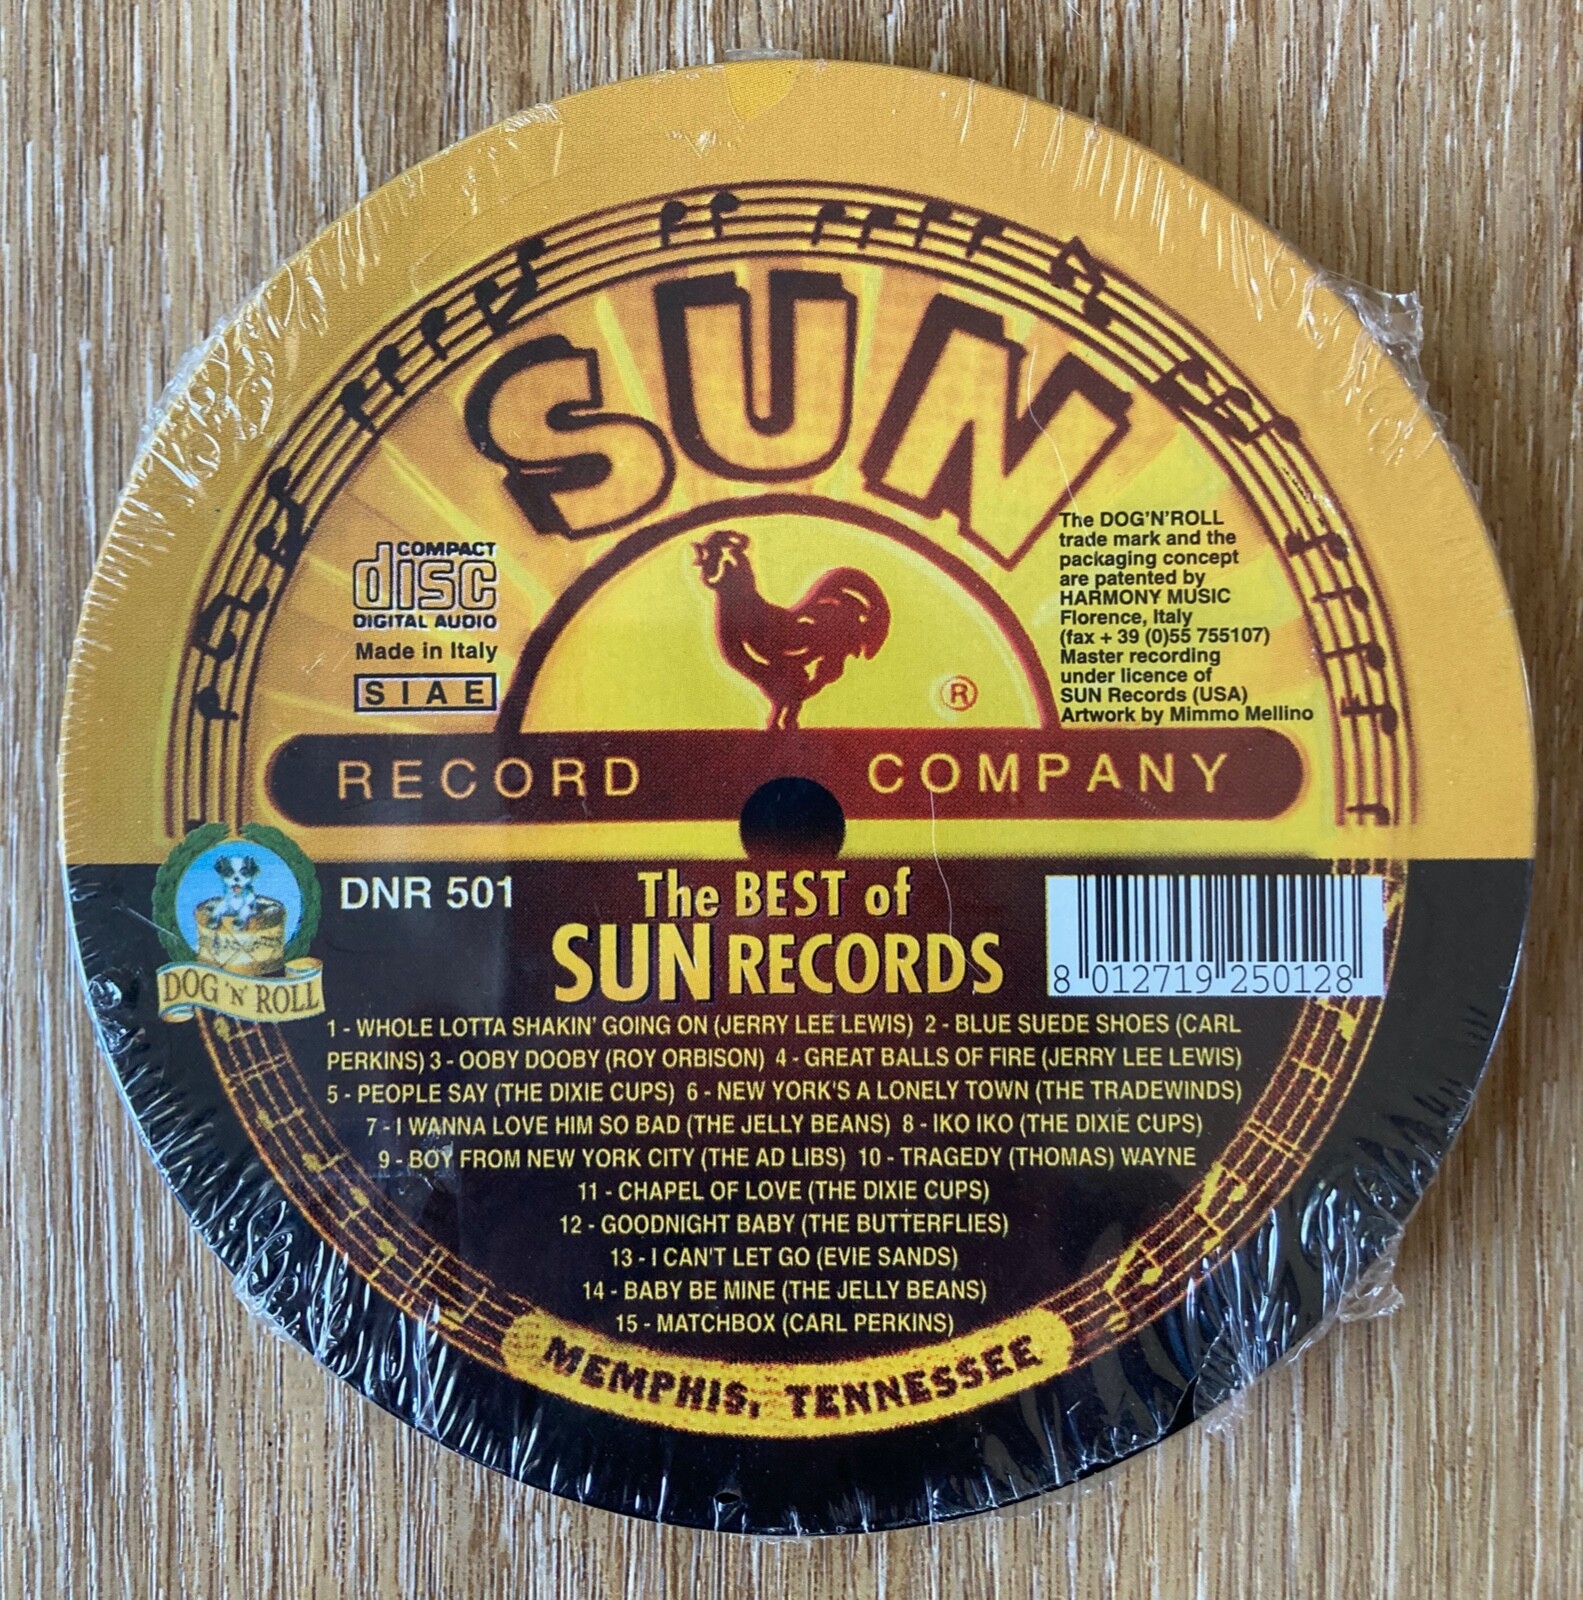 SUN
COMPACT
disc
DIGITAL AUDIO
Made in Italy
SIAE
The DOG'N'ROLL
trade mark and the
packaging concept
are patented by
HARMONY MUSIC
Florence, Italy
(fax + 39 (0)55 755107)
Master recording
under licence of
SUN Records (USA)
Artwork by Mimmo Mellino
®
RECORD COMPANY
DOG 'N' ROLL
DNR 501
The BEST of
SUN RECORDS
8 012719 250128
1 - WHOLE LOTTA SHAKIN' GOING ON (JERRY LEE LEWIS) 2 - BLUE SUEDE SHOES (CARL
PERKINS) 3 - OOBY DOOBY (ROY ORBISON) 4 - GREAT BALLS OF FIRE (JERRY LEE LEWIS)
5 - PEOPLE SAY (THE DIXIE CUPS) 6 - NEW YORK'S A LONELY TOWN (THE TRADEWINDS)
7 - I WANNA LOVE HIM SO BAD (THE JELLY BEANS) 8 - IKO IKO (THE DIXIE CUPS)
9 - BOY FROM NEW YORK CITY (THE AD LIBS) 10 - TRAGEDY (THOMAS) WAYNE
11 - CHAPEL OF LOVE (THE DIXIE CUPS)
12 - GOODNIGHT BABY (THE BUTTERFLIES)
13 - I CAN'T LET GO (EVIE SANDS)
14 - BABY BE MINE (THE JELLY BEANS)
15 - MATCHBOX (CARL PERKINS)
MEMPHIS, TENNESSEE